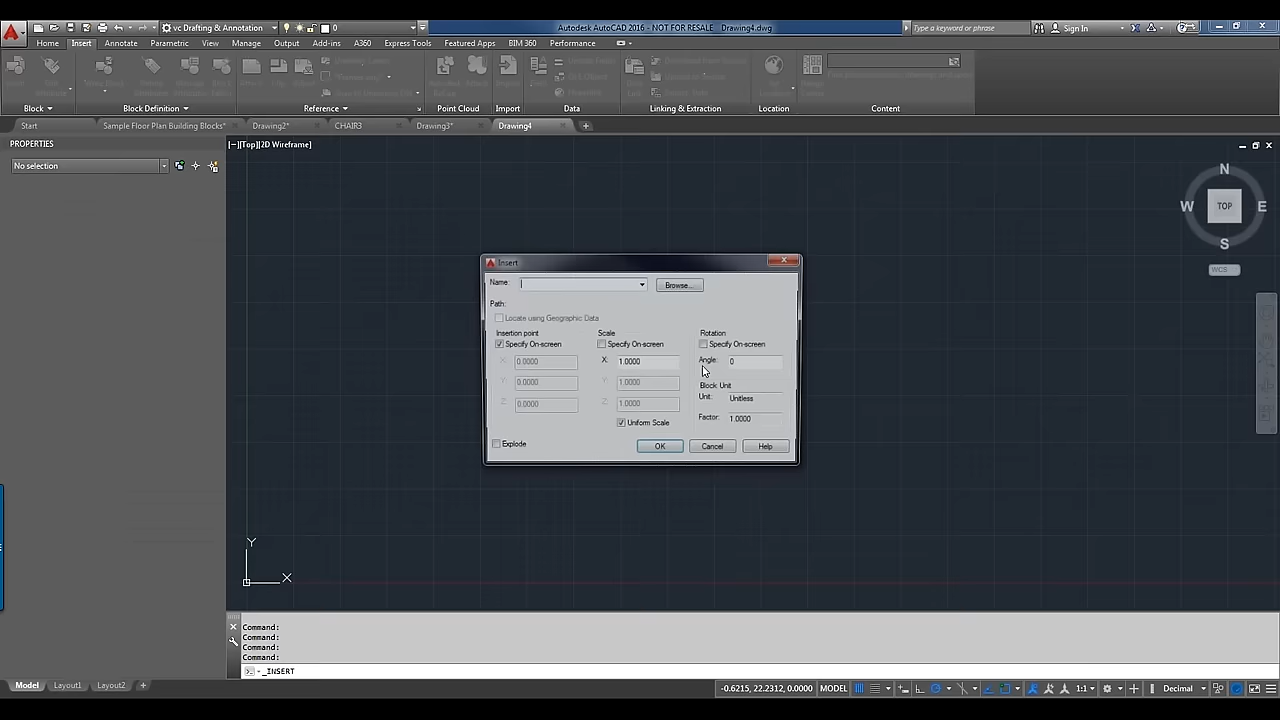 vc Drafting & Annotation
0
Autodesk AutoCAD 2016 - NOT FOR RESALE Drawing4.dwg
Type a keyword or phrase
Sign In
Home Insert Annotate Parametric View Manage Output Add-ins A360 Express Tools Featured Apps BIM 360 Performance
Block Block Definition Reference Point Cloud Import Data Linking & Extraction Location Content
Start Sample Floor Plan Building Blocks* Drawing2* CHAIR3 Drawing3* Drawing4
PROPERTIES
[−][Top][2D Wireframe]
No selection
N
W TOP E
S
WCS
Insert
Name: Browse...
Path:
Locate using Geographic Data
Insertion point Scale Rotation
Specify On-screen Specify On-screen Specify On-screen
X: 0.0000 X: 1.0000 Angle: 0
Y: 0.0000 Y: 1.0000 Block Unit
Unit: Unitless
Z: 0.0000 Z: 1.0000
Factor: 1.0000
Uniform Scale
Explode OK Cancel Help
Y
X
Command:
Command:
Command:
Command:
- _INSERT
Model Layout1 Layout2 +
-0.6215, 22.2312, 0.0000 MODEL 1:1 Decimal